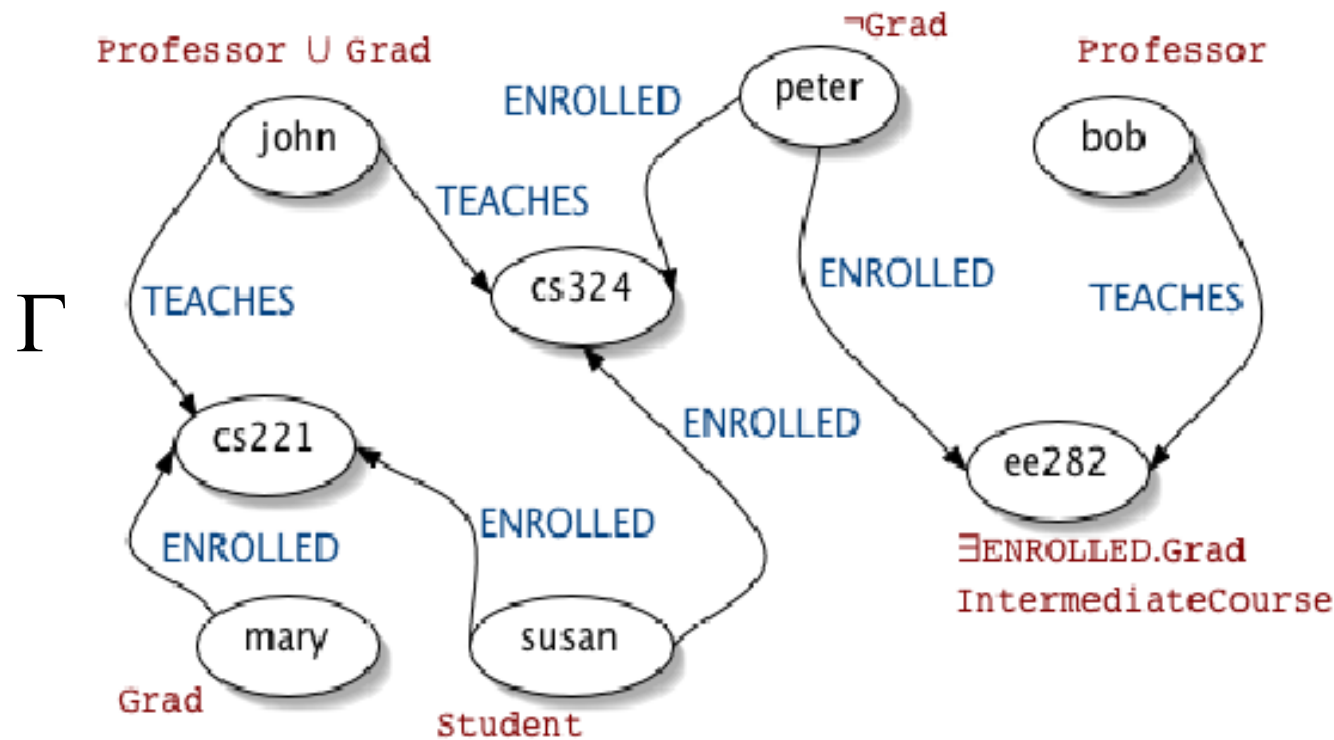 ¬Grad
Professor ∪ Grad
Professor
peter
ENROLLED
john
bob
TEACHES
cs324
ENROLLED
TEACHES
TEACHES
Γ
ENROLLED
cs221
ee282
ENROLLED
ENROLLED
∃ENROLLED.Grad
IntermediateCourse
mary
susan
Grad
Student